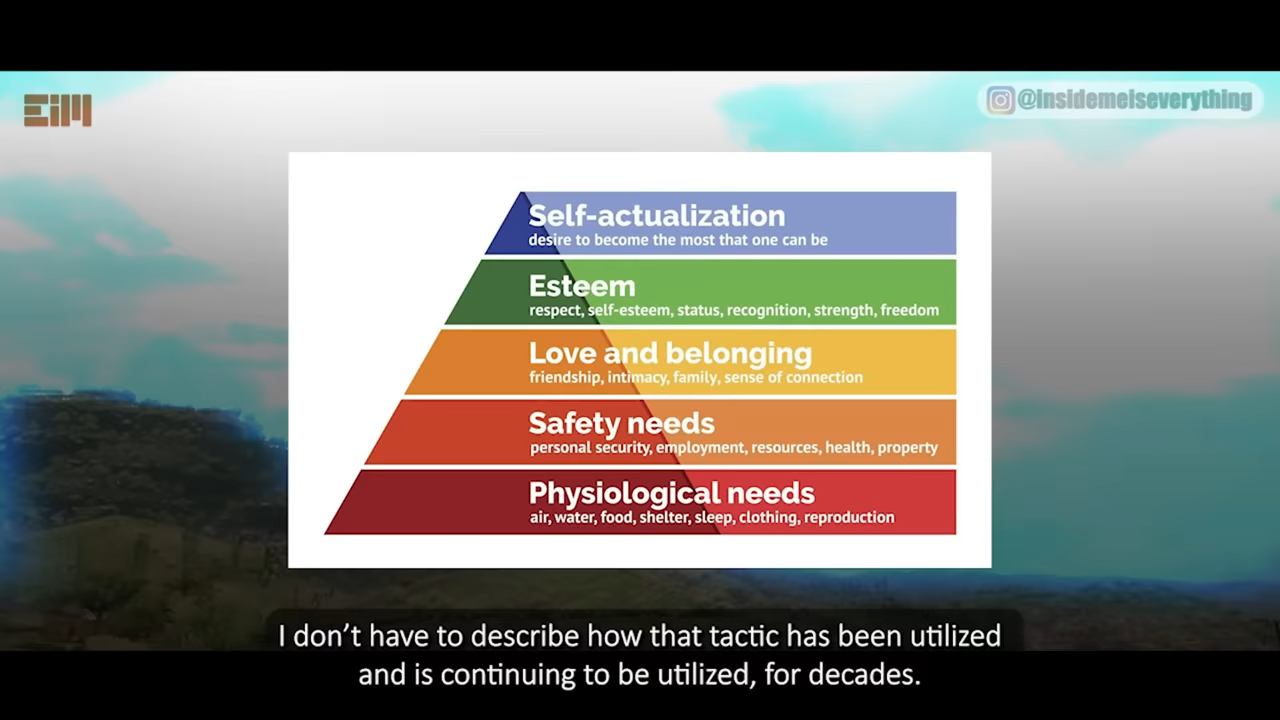 EiM
@insidemeiseverything
Self-actualization
desire to become the most that one can be
Esteem
respect, self-esteem, status, recognition, strength, freedom
Love and belonging
friendship, intimacy, family, sense of connection
Safety needs
personal security, employment, resources, health, property
Physiological needs
air, water, food, shelter, sleep, clothing, reproduction
I don’t have to describe how that tactic has been utilized
and is continuing to be utilized, for decades.